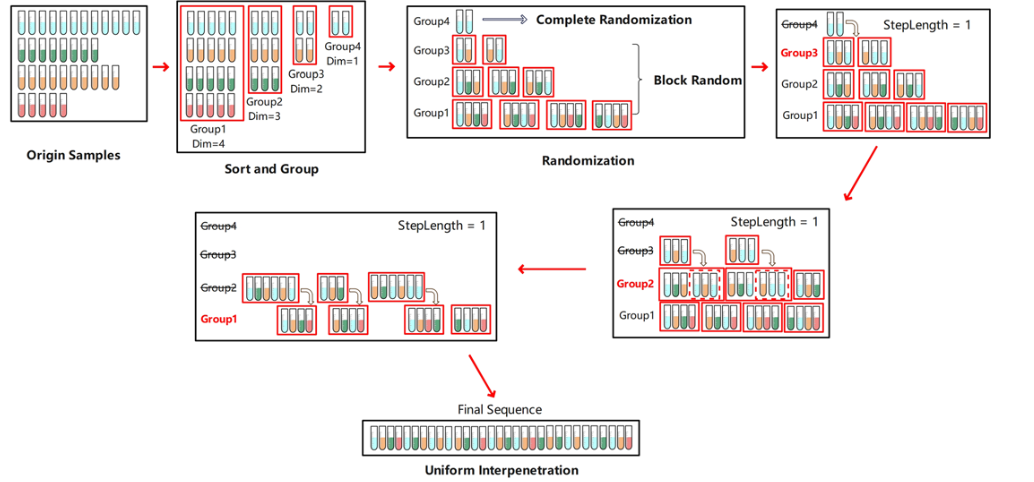 Origin Samples
Group1
Dim=4
Group2
Dim=3
Group3
Dim=2
Group4
Dim=1
Sort and Group
Group4
Complete Randomization
Group3
Group2
Group1
Block Random
Randomization
Group4
StepLength = 1
Group3
Group2
Group1
Group4
StepLength = 1
Group3
Group2
Group1
Group4
StepLength = 1
Group3
Group2
Group1
Final Sequence
Uniform Interpenetration